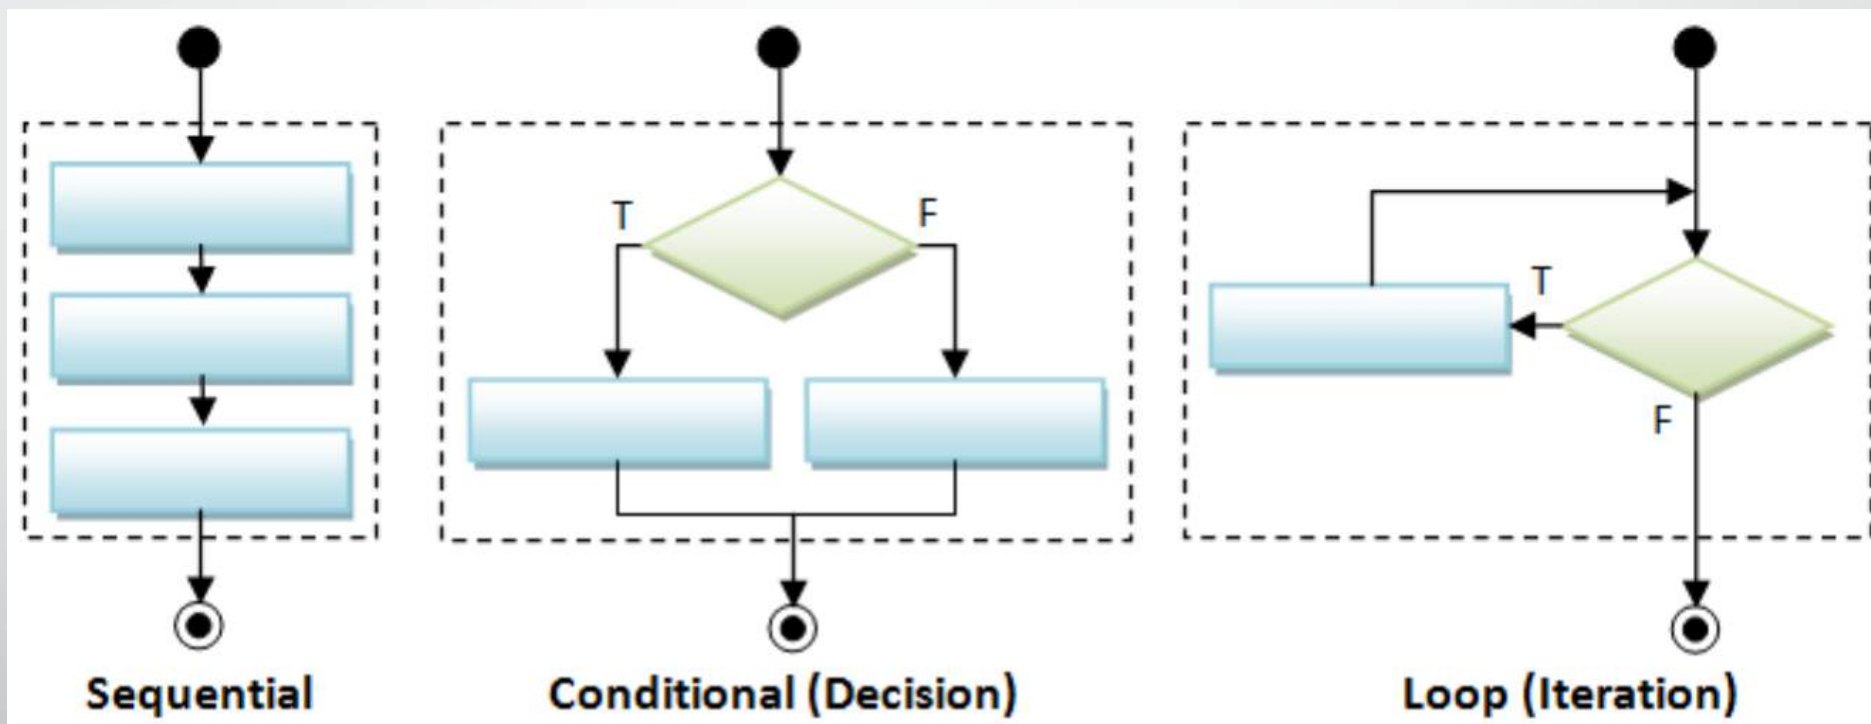 T
F
T
F
Sequential
Conditional (Decision)
Loop (Iteration)